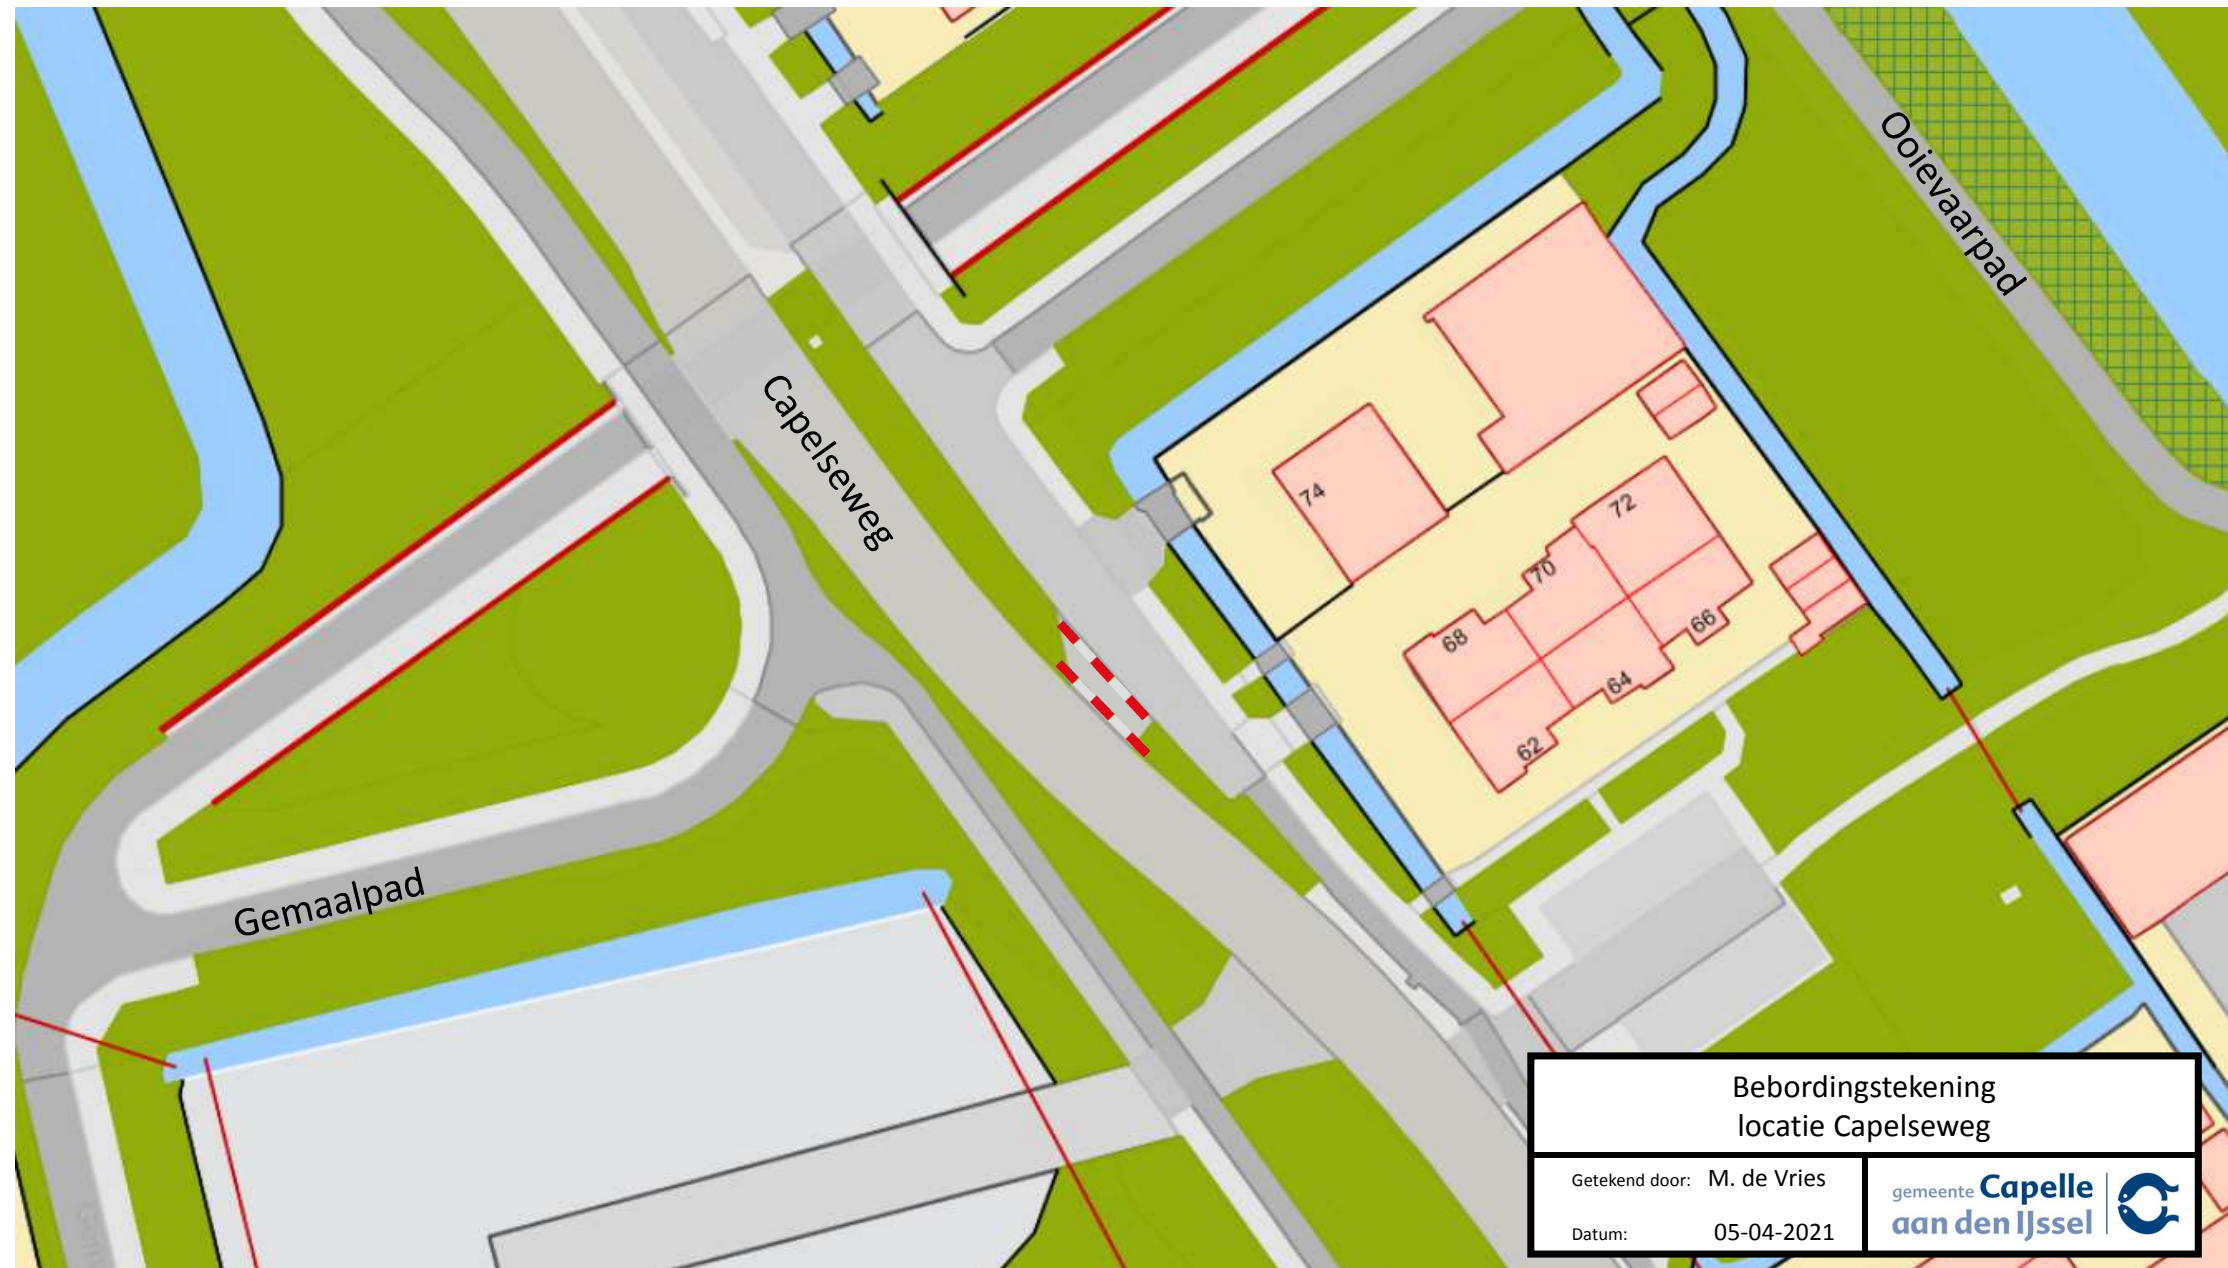 Ooievaarpad
Capelseweg
74
72
70
68
66
64
62
Gemaalpad
Bebordingstekening
locatie Capelseweg
Getekend door: M. de Vries
Datum: 05-04-2021
gemeente Capelle
aan den IJssel